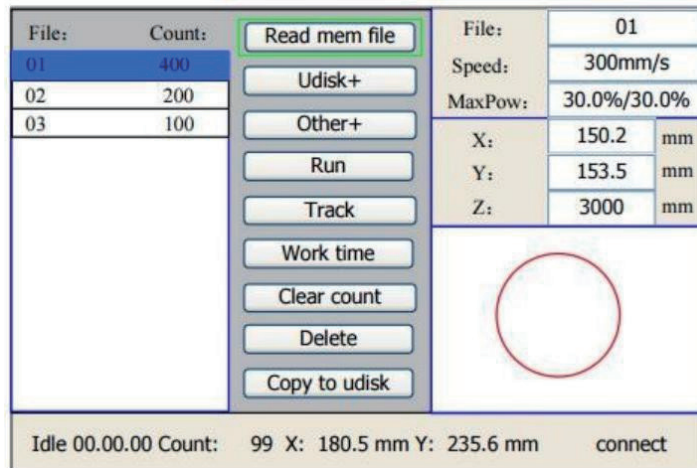 File: Count:
01 400
02 200
03 100
Read mem file
Udisk+
Other+
Run
Track
Work time
Clear count
Delete
Copy to udisk
File: 01
Speed: 300mm/s
MaxPow: 30.0%/30.0%
X: 150.2 mm
Y: 153.5 mm
Z: 3000 mm
Idle 00.00.00 Count: 99 X: 180.5 mm Y: 235.6 mm connect